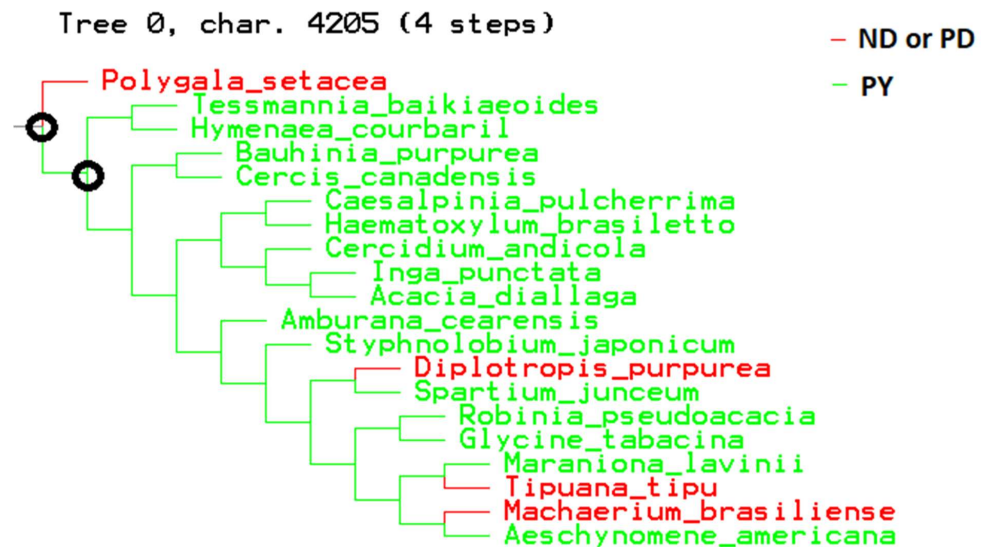 Tree 0, char. 4205 (4 steps)
ND or PD
PY
Polygala_setacea
Tessmannia_baikiaeoides
Hymenaea_courbaril
Bauhinia_purpurea
Cercis_canadensis
Caesalpinia_pulcherrima
Haematoxylum_brasiletto
Cercidium_andicola
Inga_punctata
Acacia_diallaga
Amburana_cearensis
Styphnolobium_japonicum
Diplotropis_purpurea
Spartium_junceum
Robinia_pseudoacacia
Glycine_tabacina
Maraniona_lavinii
Tipuana_tipu
Machaerium_brasiliense
Aeschynomene_americana